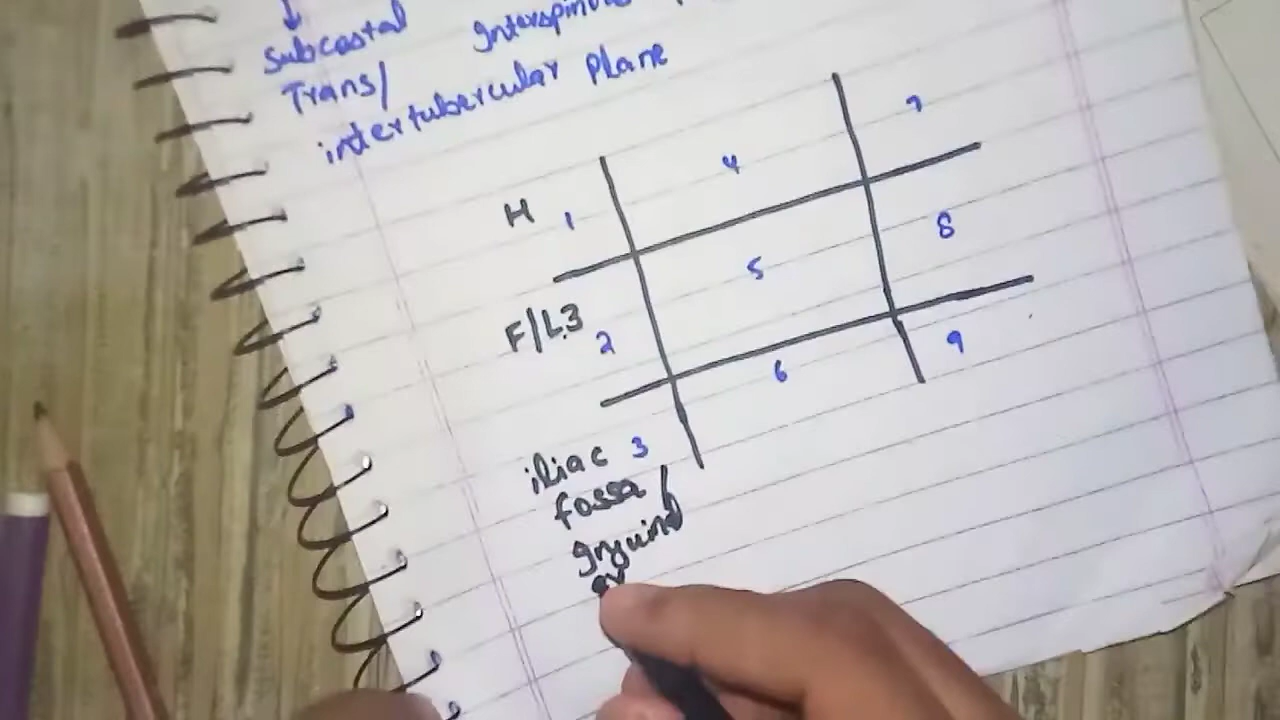 subcostal
Trans/
intertubercular Plane
H 1 4 7
F/L3 2 5 8
iliac 3 6 9
fossa /